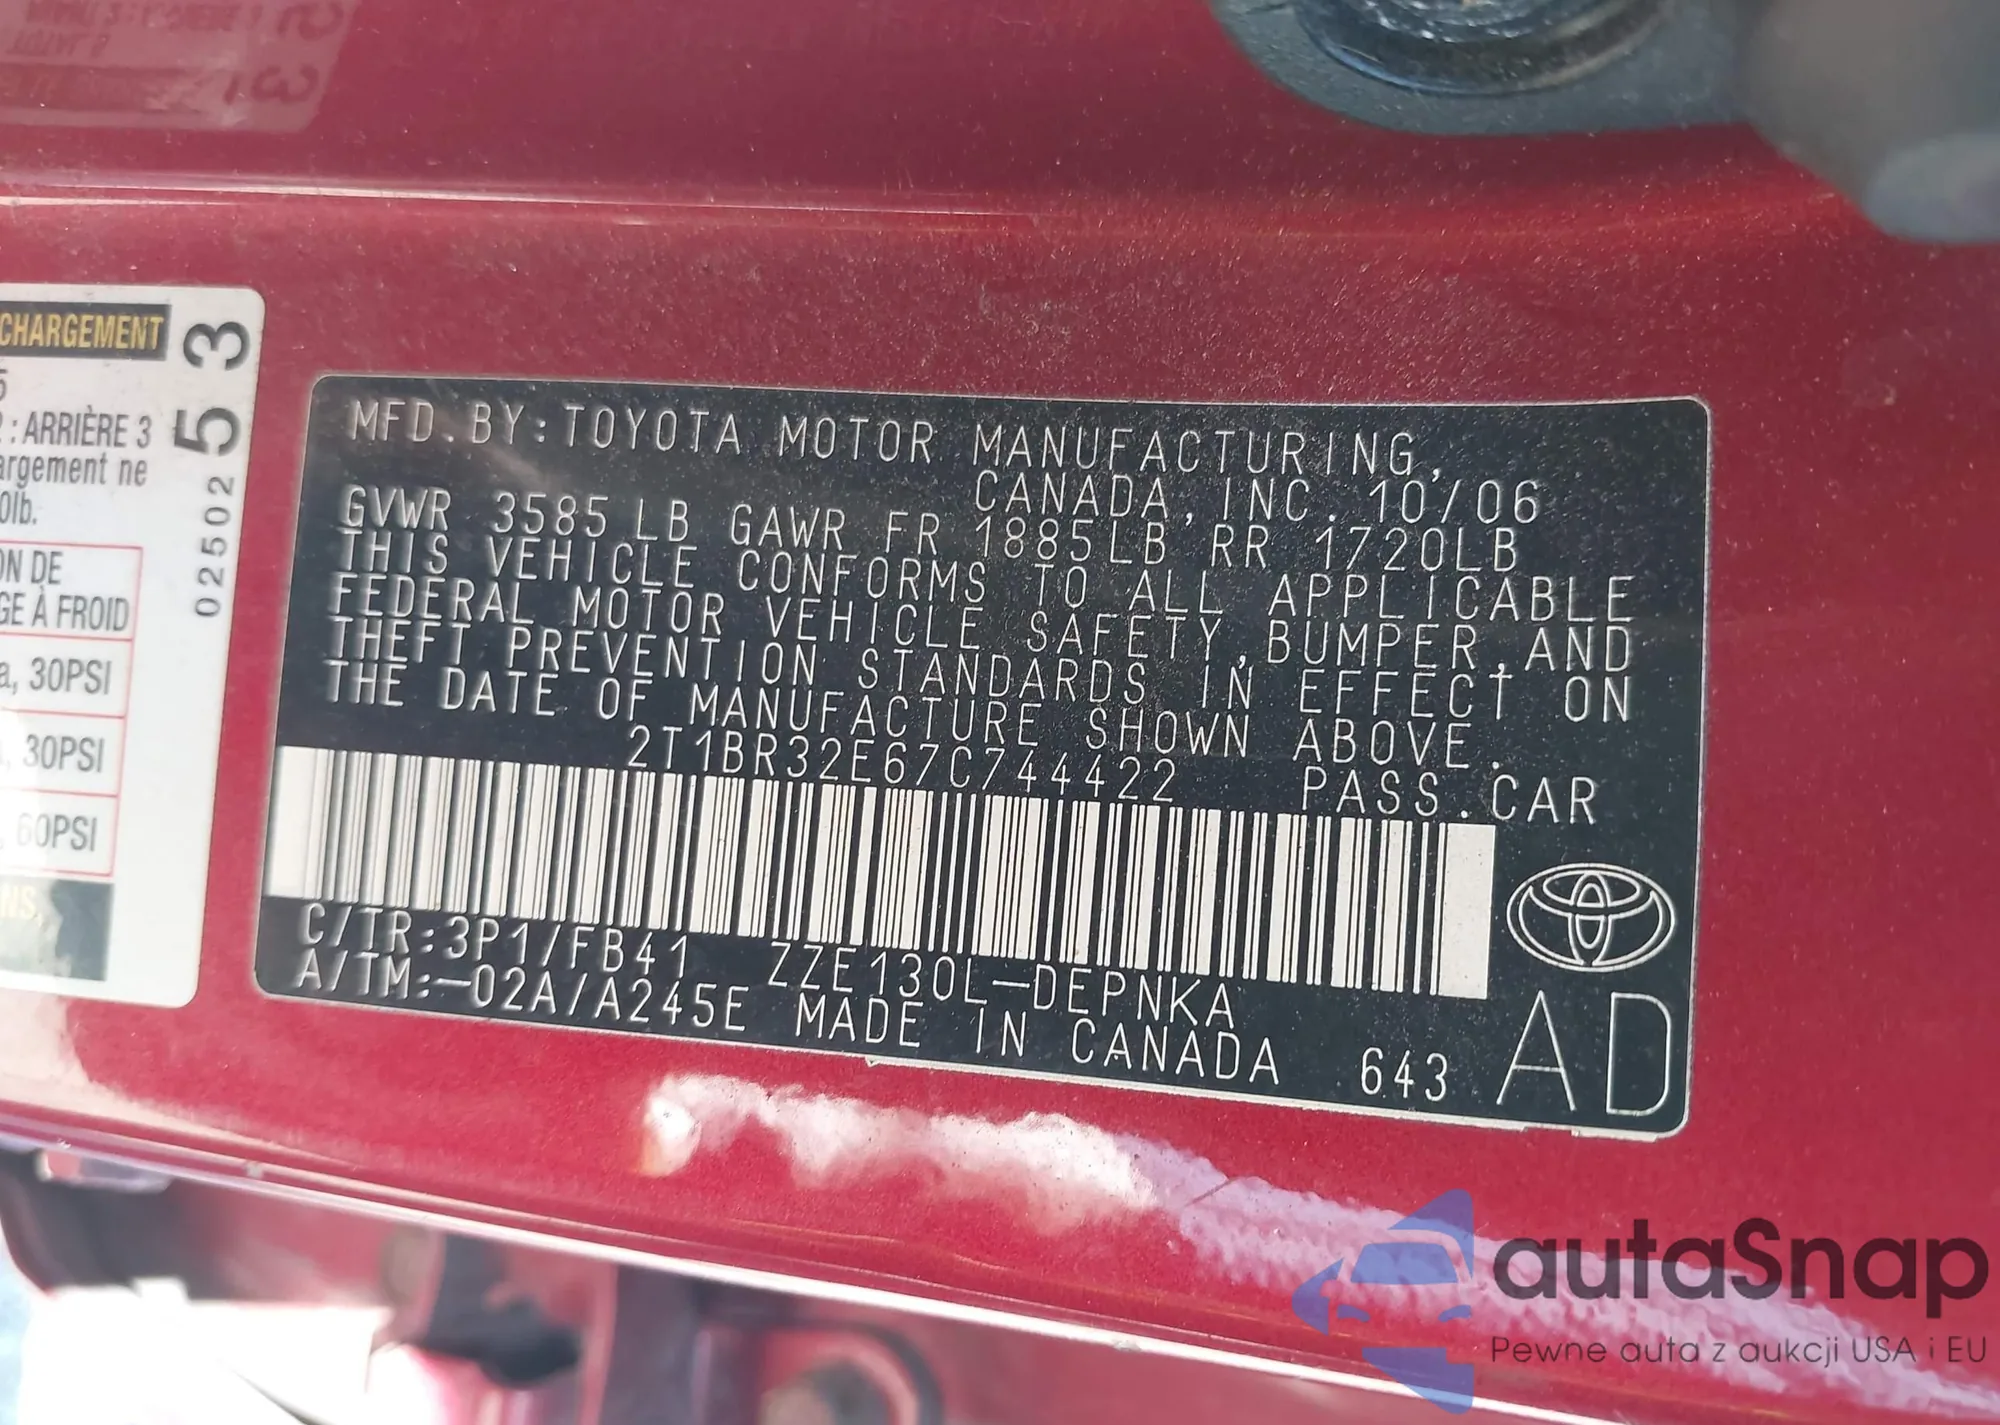 CHARGEMENT
5
2 : ARRIÈRE 3
argement ne
0lb.
ON DE
GE À FROID
a, 30PSI
, 30PSI
, 60PSI
NS,
02502 53
MFD.BY:TOYOTA MOTOR MANUFACTURING,
CANADA,INC. 10/06
GVWR 3585LB GAWR FR 1885LB RR 1720LB
THIS VEHICLE CONFORMS TO ALL APPLICABLE
FEDERAL MOTOR VEHICLE SAFETY,BUMPER,AND
THEFT PREVENTION STANDARDS IN EFFECT ON
THE DATE OF MANUFACTURE SHOWN ABOVE.
2T1BR32E67C744422 PASS.CAR
C/TR:3P1/FB41 ZZE130L-DEPNKA
A/TM:-02A/A245E MADE IN CANADA 643 AD
autaSnap
Pewne auta z aukcji USA i EU